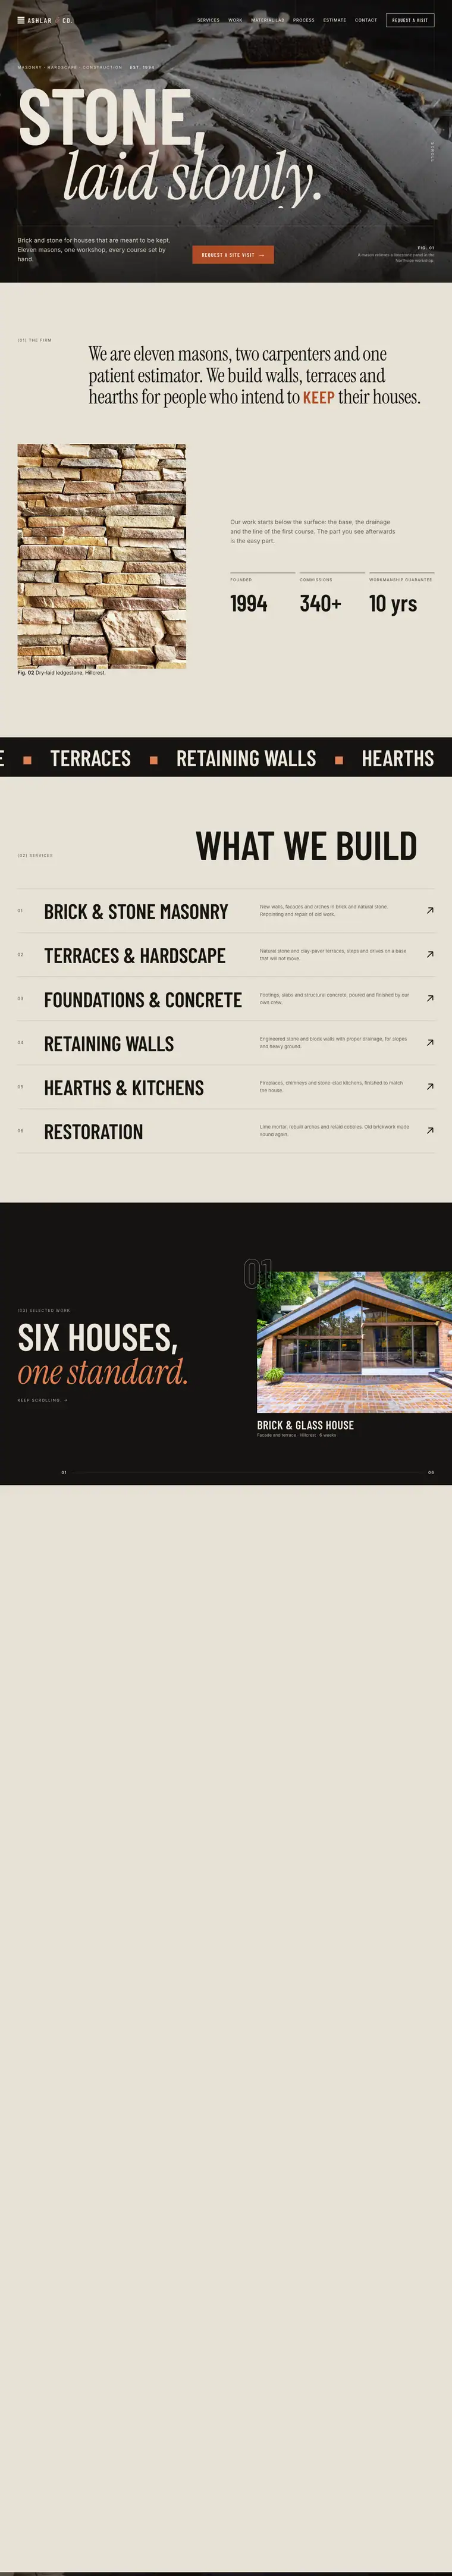 ASHLAR CO.
SERVICES WORK MATERIAL LAB PROCESS ESTIMATE CONTACT REQUEST A VISIT
MASONRY HARDSCAPE CONSTRUCTION EST. 1994
STONE,
laid slowly.
SCROLL
Brick and stone for houses that are meant to be kept.
Eleven masons, one workshop, every course set by
hand.
REQUEST A SITE VISIT →
FIG. 01
(01) THE FIRM
We are eleven masons, two carpenters and one
patient estimator. We build walls, terraces and
hearths for people who intend to KEEP their houses.
Our work starts below the surface: the base, the drainage
and the line of the first course. The part you see afterwards
is the easy part.
FOUNDED COMMISSIONS WORKMANSHIP GUARANTEE
1994 340+ 10 yrs
Fig. 02 Dry-laid ledgestone, Hillcrest.
E ■ TERRACES ■ RETAINING WALLS ■ HEARTHS
(02) SERVICES
WHAT WE BUILD
01 BRICK & STONE MASONRY
New walls, facades and arches in brick and natural stone.
Repointing and repair of old work.
02 TERRACES & HARDSCAPE
Natural stone and clay-paver terraces, steps and drives on a base
that will not move.
03 FOUNDATIONS & CONCRETE
Footings, slabs and structural concrete, poured and finished by our
own crew.
04 RETAINING WALLS
Engineered stone and block walls with proper drainage, for slopes
and heavy ground.
05 HEARTHS & KITCHENS
Fireplaces, chimneys and stone-clad kitchens, finished to match
the house.
06 RESTORATION
Lime mortar, rebuilt arches and relaid cobbles. Old brickwork made
sound again.
01
(03) SELECTED WORK
SIX HOUSES,
one standard.
KEEP SCROLLING →
BRICK & GLASS HOUSE
Facade and terrace · Hillcrest · 6 weeks
01 06